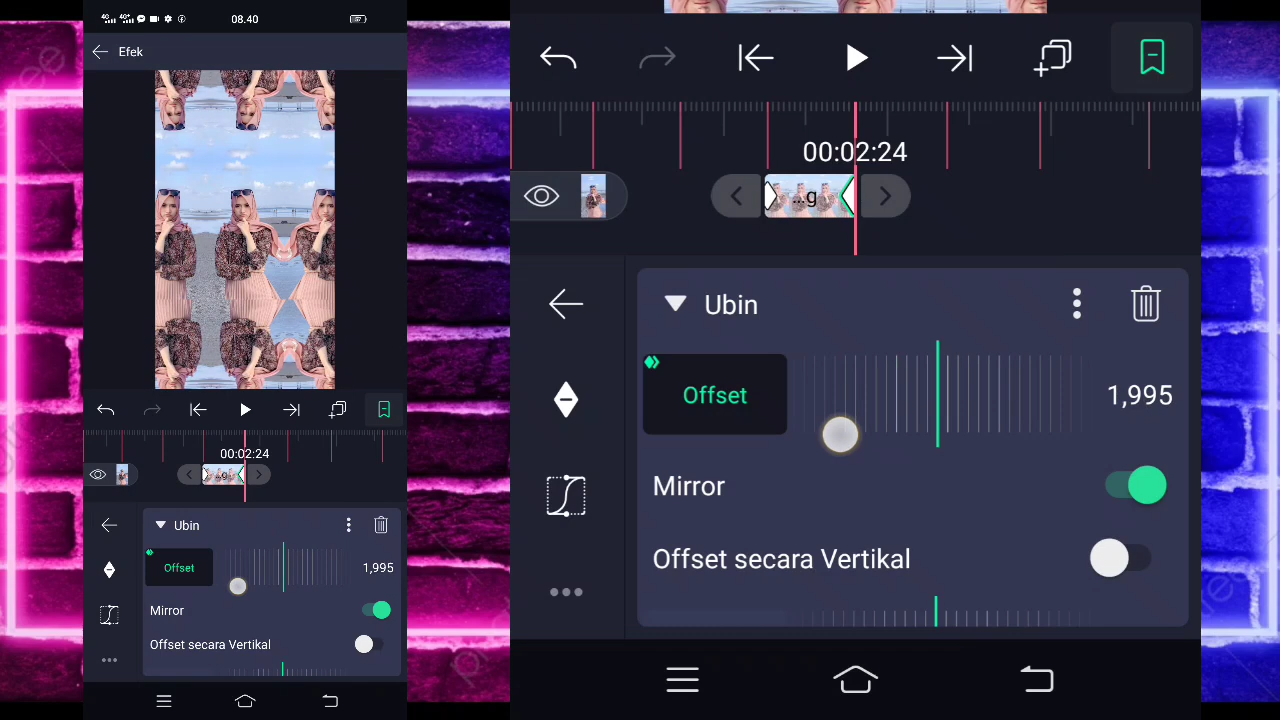 08.40
Efek
00:02:24
...g
Ubin
Offset
1,995
Mirror
Offset secara Vertikal
00:02:24
...g
Ubin
Offset
1,995
Mirror
Offset secara Vertikal